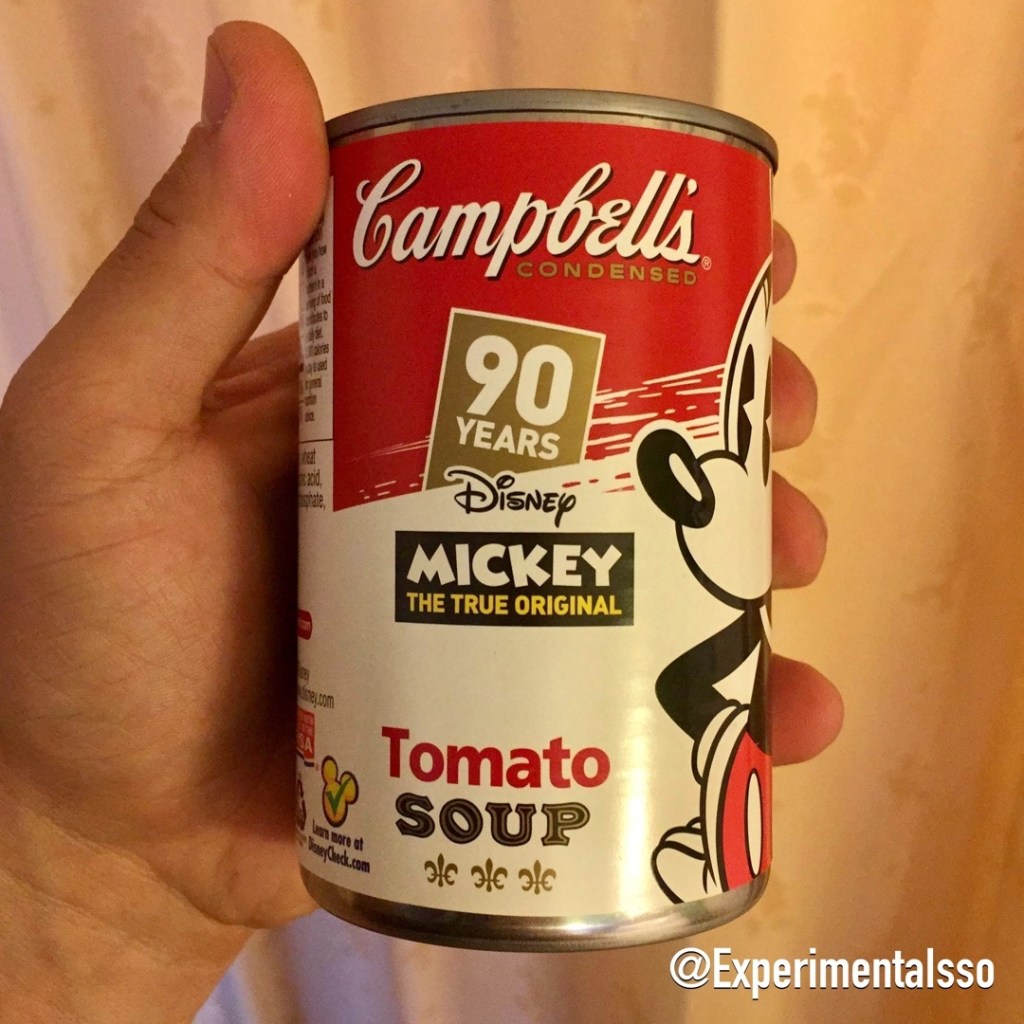 Campbell's®
CONDENSED
90
YEARS
Disney
MICKEY
THE TRUE ORIGINAL
Tomato
SOUP
Learn more at
DisneyCheck.com
@Experimentalsso